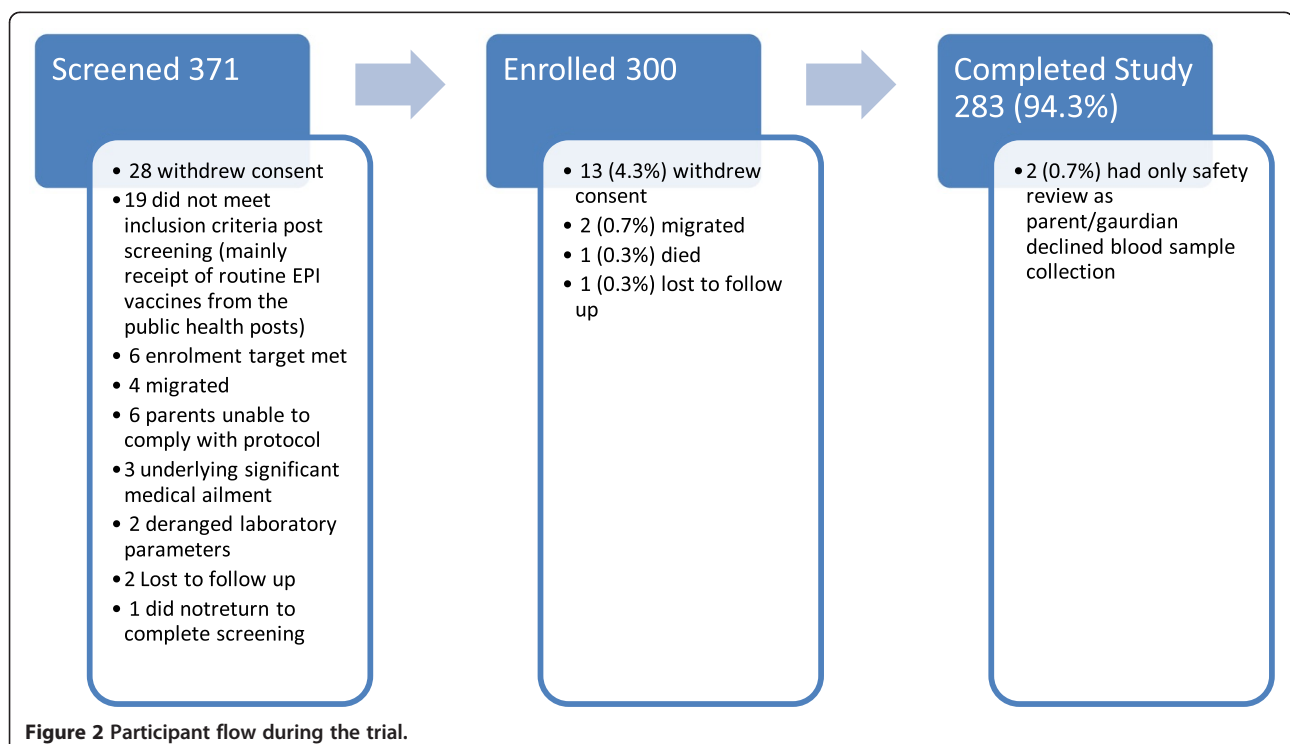 Screened 371
• 28 withdrew consent
•19 did not meet
inclusion criteria post
screening (mainly
receipt of routine EPI
vaccines from the
public health posts)
• 6 enrolment target met
• 4 migrated
• 6 parents unable to
comply with protocol
•3 underlying significant
medical ailment
• 2 deranged laboratory
parameters
•2 Lost to follow up
• 1 did notreturn to
complete screening
Enrolled 300
• 13 (4.3%) withdrew
consent
• 2 (0.7%) migrated
• 1 (0.3%) died
• 1 (0.3%) lost to follow
up
Completed Study
283 (94.3%)
•2 (0.7%) had only safety
review as
parent/gaurdian
declined blood sample
collection
Figure 2 Participant flow during the trial.